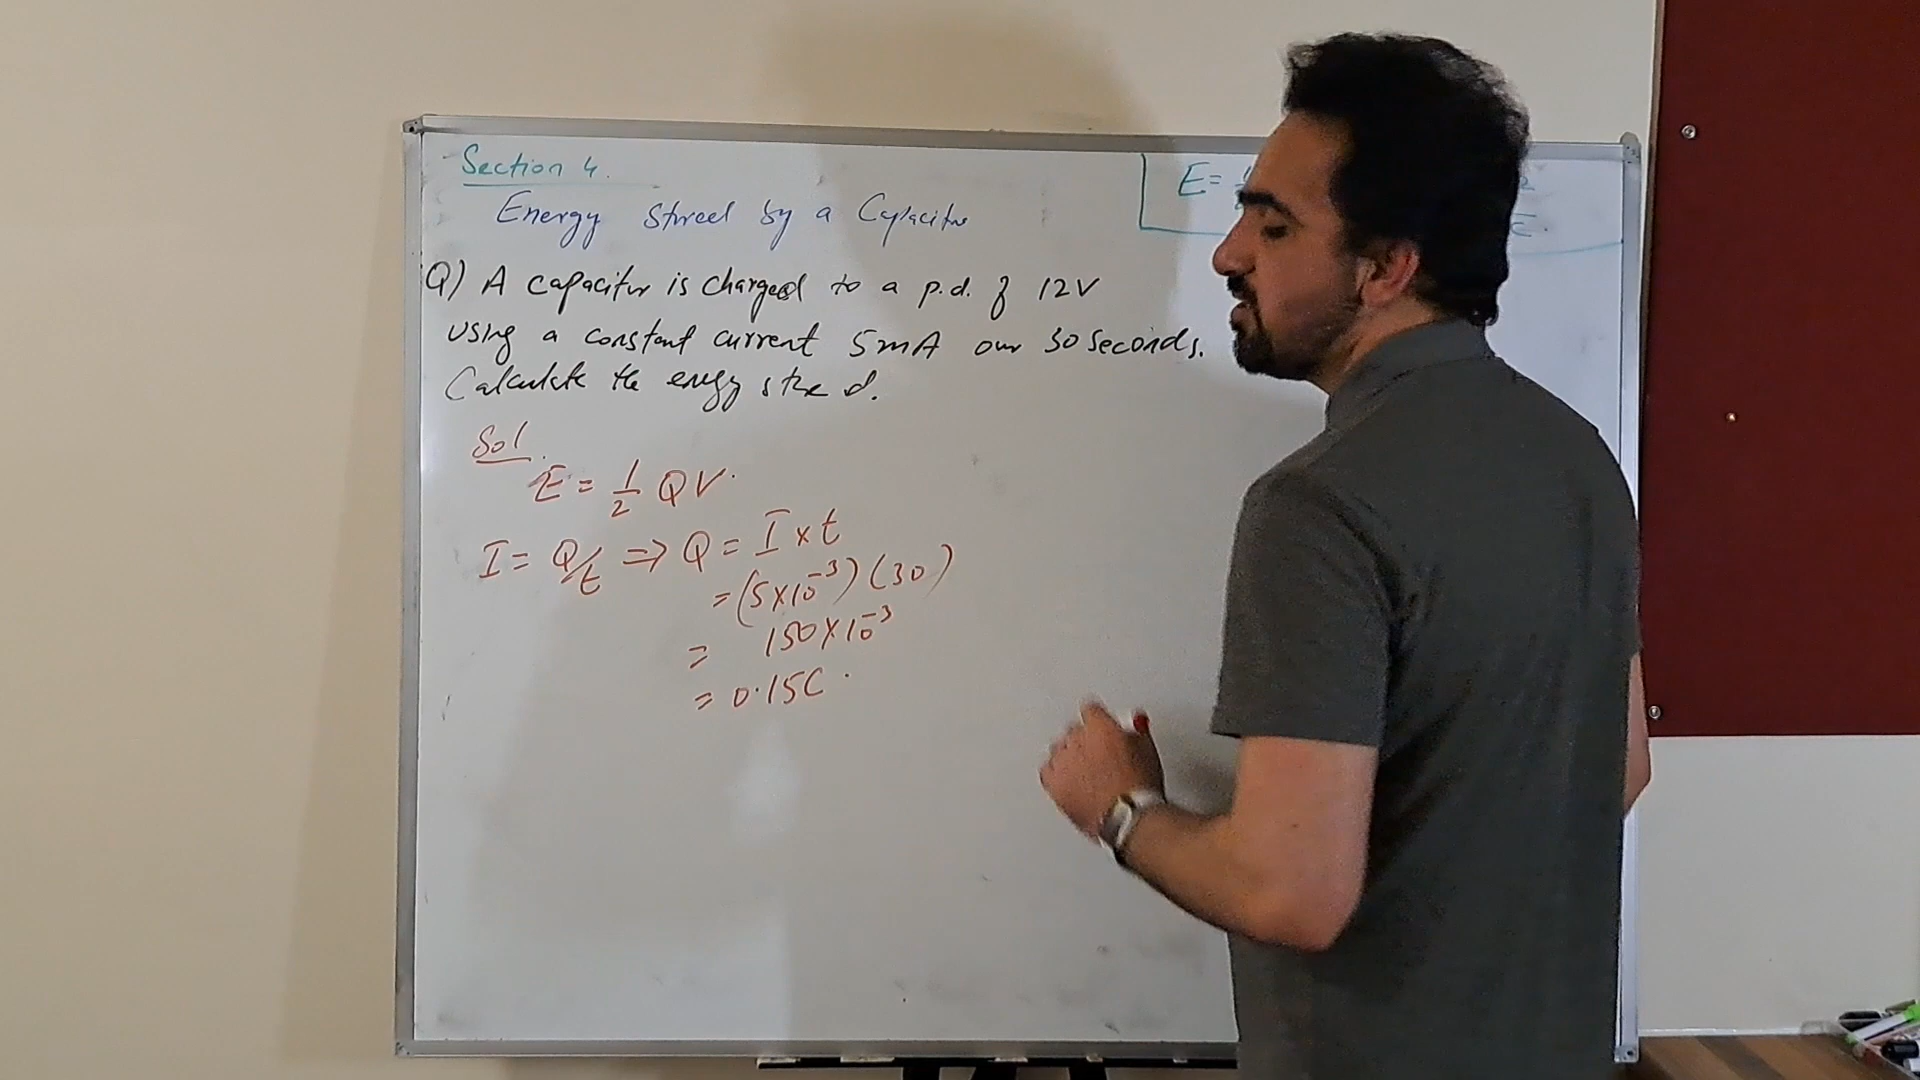 Section 4.
E=
2
C.
Energy Stored by a Capacitor
Q) A capacitor is charged to a p.d. of 12V
using a constant current 5mA over 30 seconds.
Calculate the energy stored.
Sol.
E = 1/2 QV.
I = Q/t ⇒ Q = I × t
= (5×10⁻³) (30)
= 150×10⁻³
= 0.15C.